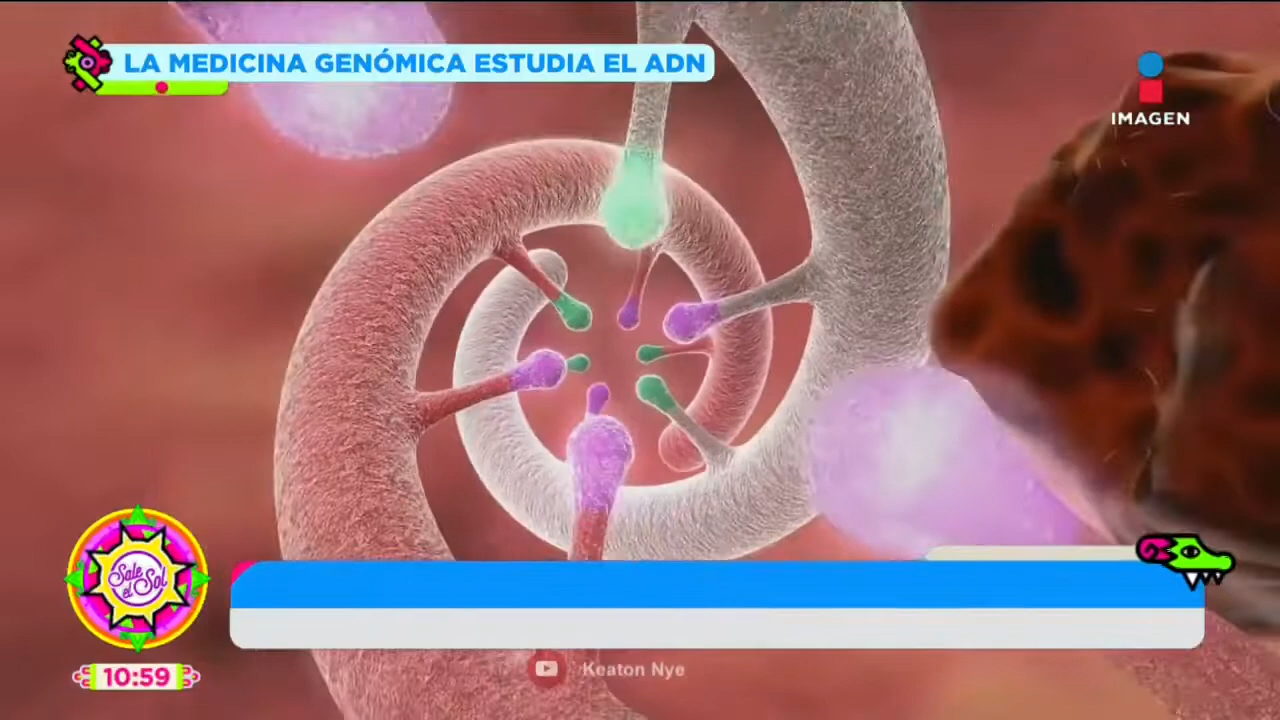 LA MEDICINA GENÓMICA ESTUDIA EL ADN
IMAGEN
Sale
el Sol
10:59
Keaton Nye